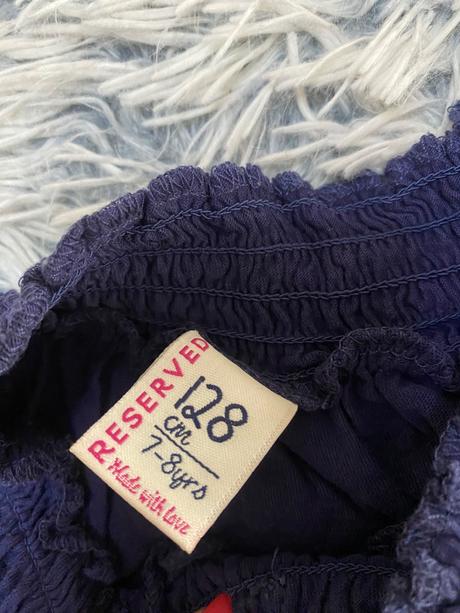 RESERVED
128
cm
7-8yrs
Made with love